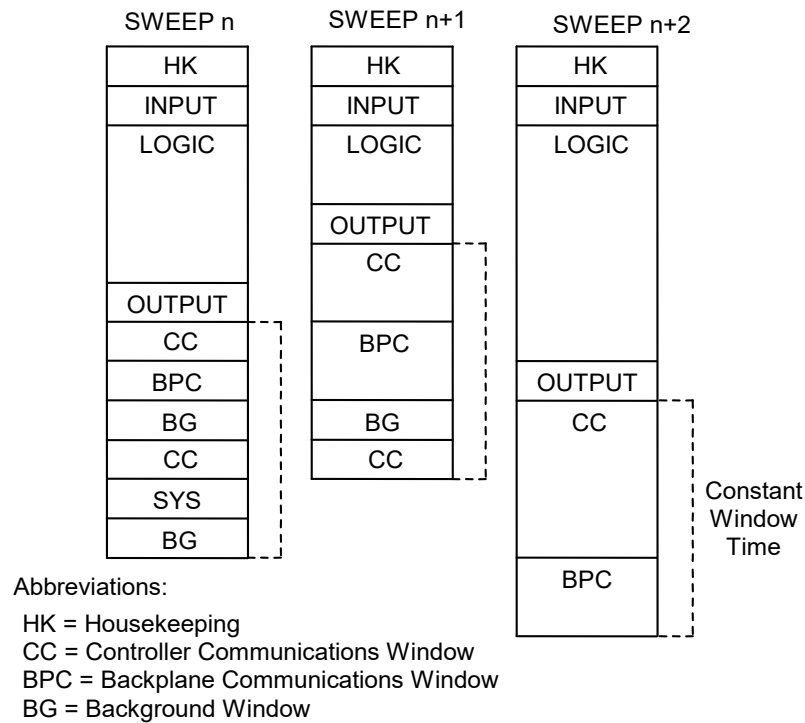 SWEEP n
HK
INPUT
LOGIC
OUTPUT
CC
BPC
BG
CC
SYS
BG
SWEEP n+1
HK
INPUT
LOGIC
OUTPUT
CC
BPC
BG
CC
SWEEP n+2
HK
INPUT
LOGIC
OUTPUT
CC
BPC
Constant
Window
Time
Abbreviations:
HK = Housekeeping
CC = Controller Communications Window
BPC = Backplane Communications Window
BG = Background Window